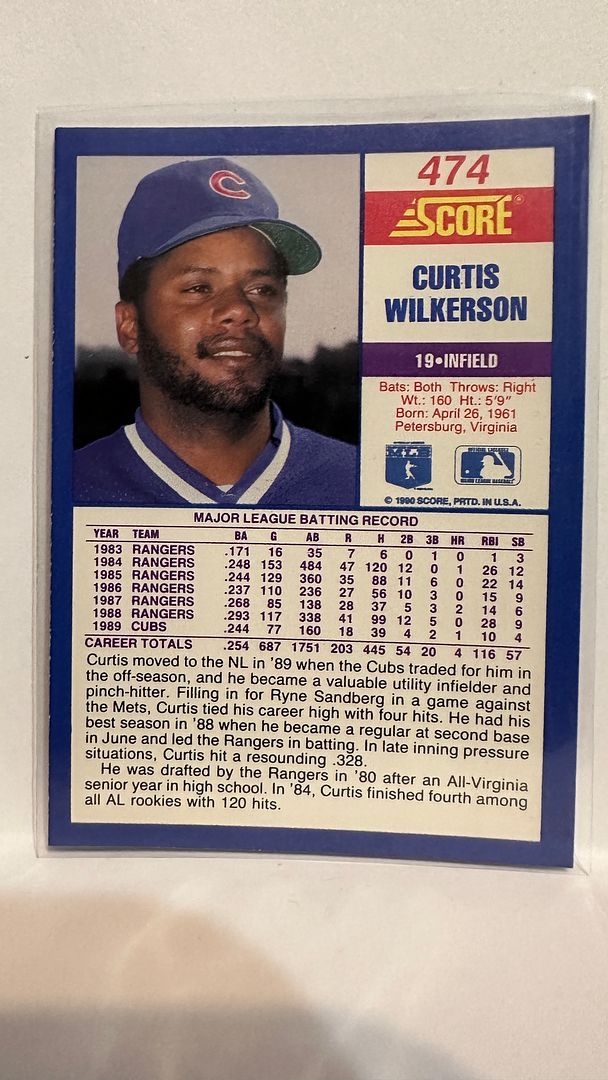 C
474
SCORE®
CURTIS
WILKERSON
19•INFIELD
Bats: Both Throws: Right
Wt.: 160 Ht.: 5'9"
Born: April 26, 1961
Petersburg, Virginia
© 1990 SCORE, PRTD. IN U.S.A.
MAJOR LEAGUE BATTING RECORD
YEAR TEAM BA G AB R H 2B 3B HR RBI SB
1983 RANGERS .171 16 35 7 6 0 1 0 1 3
1984 RANGERS .248 153 484 47 120 12 0 1 26 12
1985 RANGERS .244 129 360 35 88 11 6 0 22 14
1986 RANGERS .237 110 236 27 56 10 3 0 15 9
1987 RANGERS .268 85 138 28 37 5 3 2 14 6
1988 RANGERS .293 117 338 41 99 12 5 0 28 9
1989 CUBS .244 77 160 18 39 4 2 1 10 4
CAREER TOTALS .254 687 1751 203 445 54 20 4 116 57
Curtis moved to the NL in '89 when the Cubs traded for him in
the off-season, and he became a valuable utility infielder and
pinch-hitter. Filling in for Ryne Sandberg in a game against
the Mets, Curtis tied his career high with four hits. He had his
best season in '88 when he became a regular at second base
in June and led the Rangers in batting. In late inning pressure
situations, Curtis hit a resounding .328.
He was drafted by the Rangers in '80 after an All-Virginia
senior year in high school. In '84, Curtis finished fourth among
all AL rookies with 120 hits.